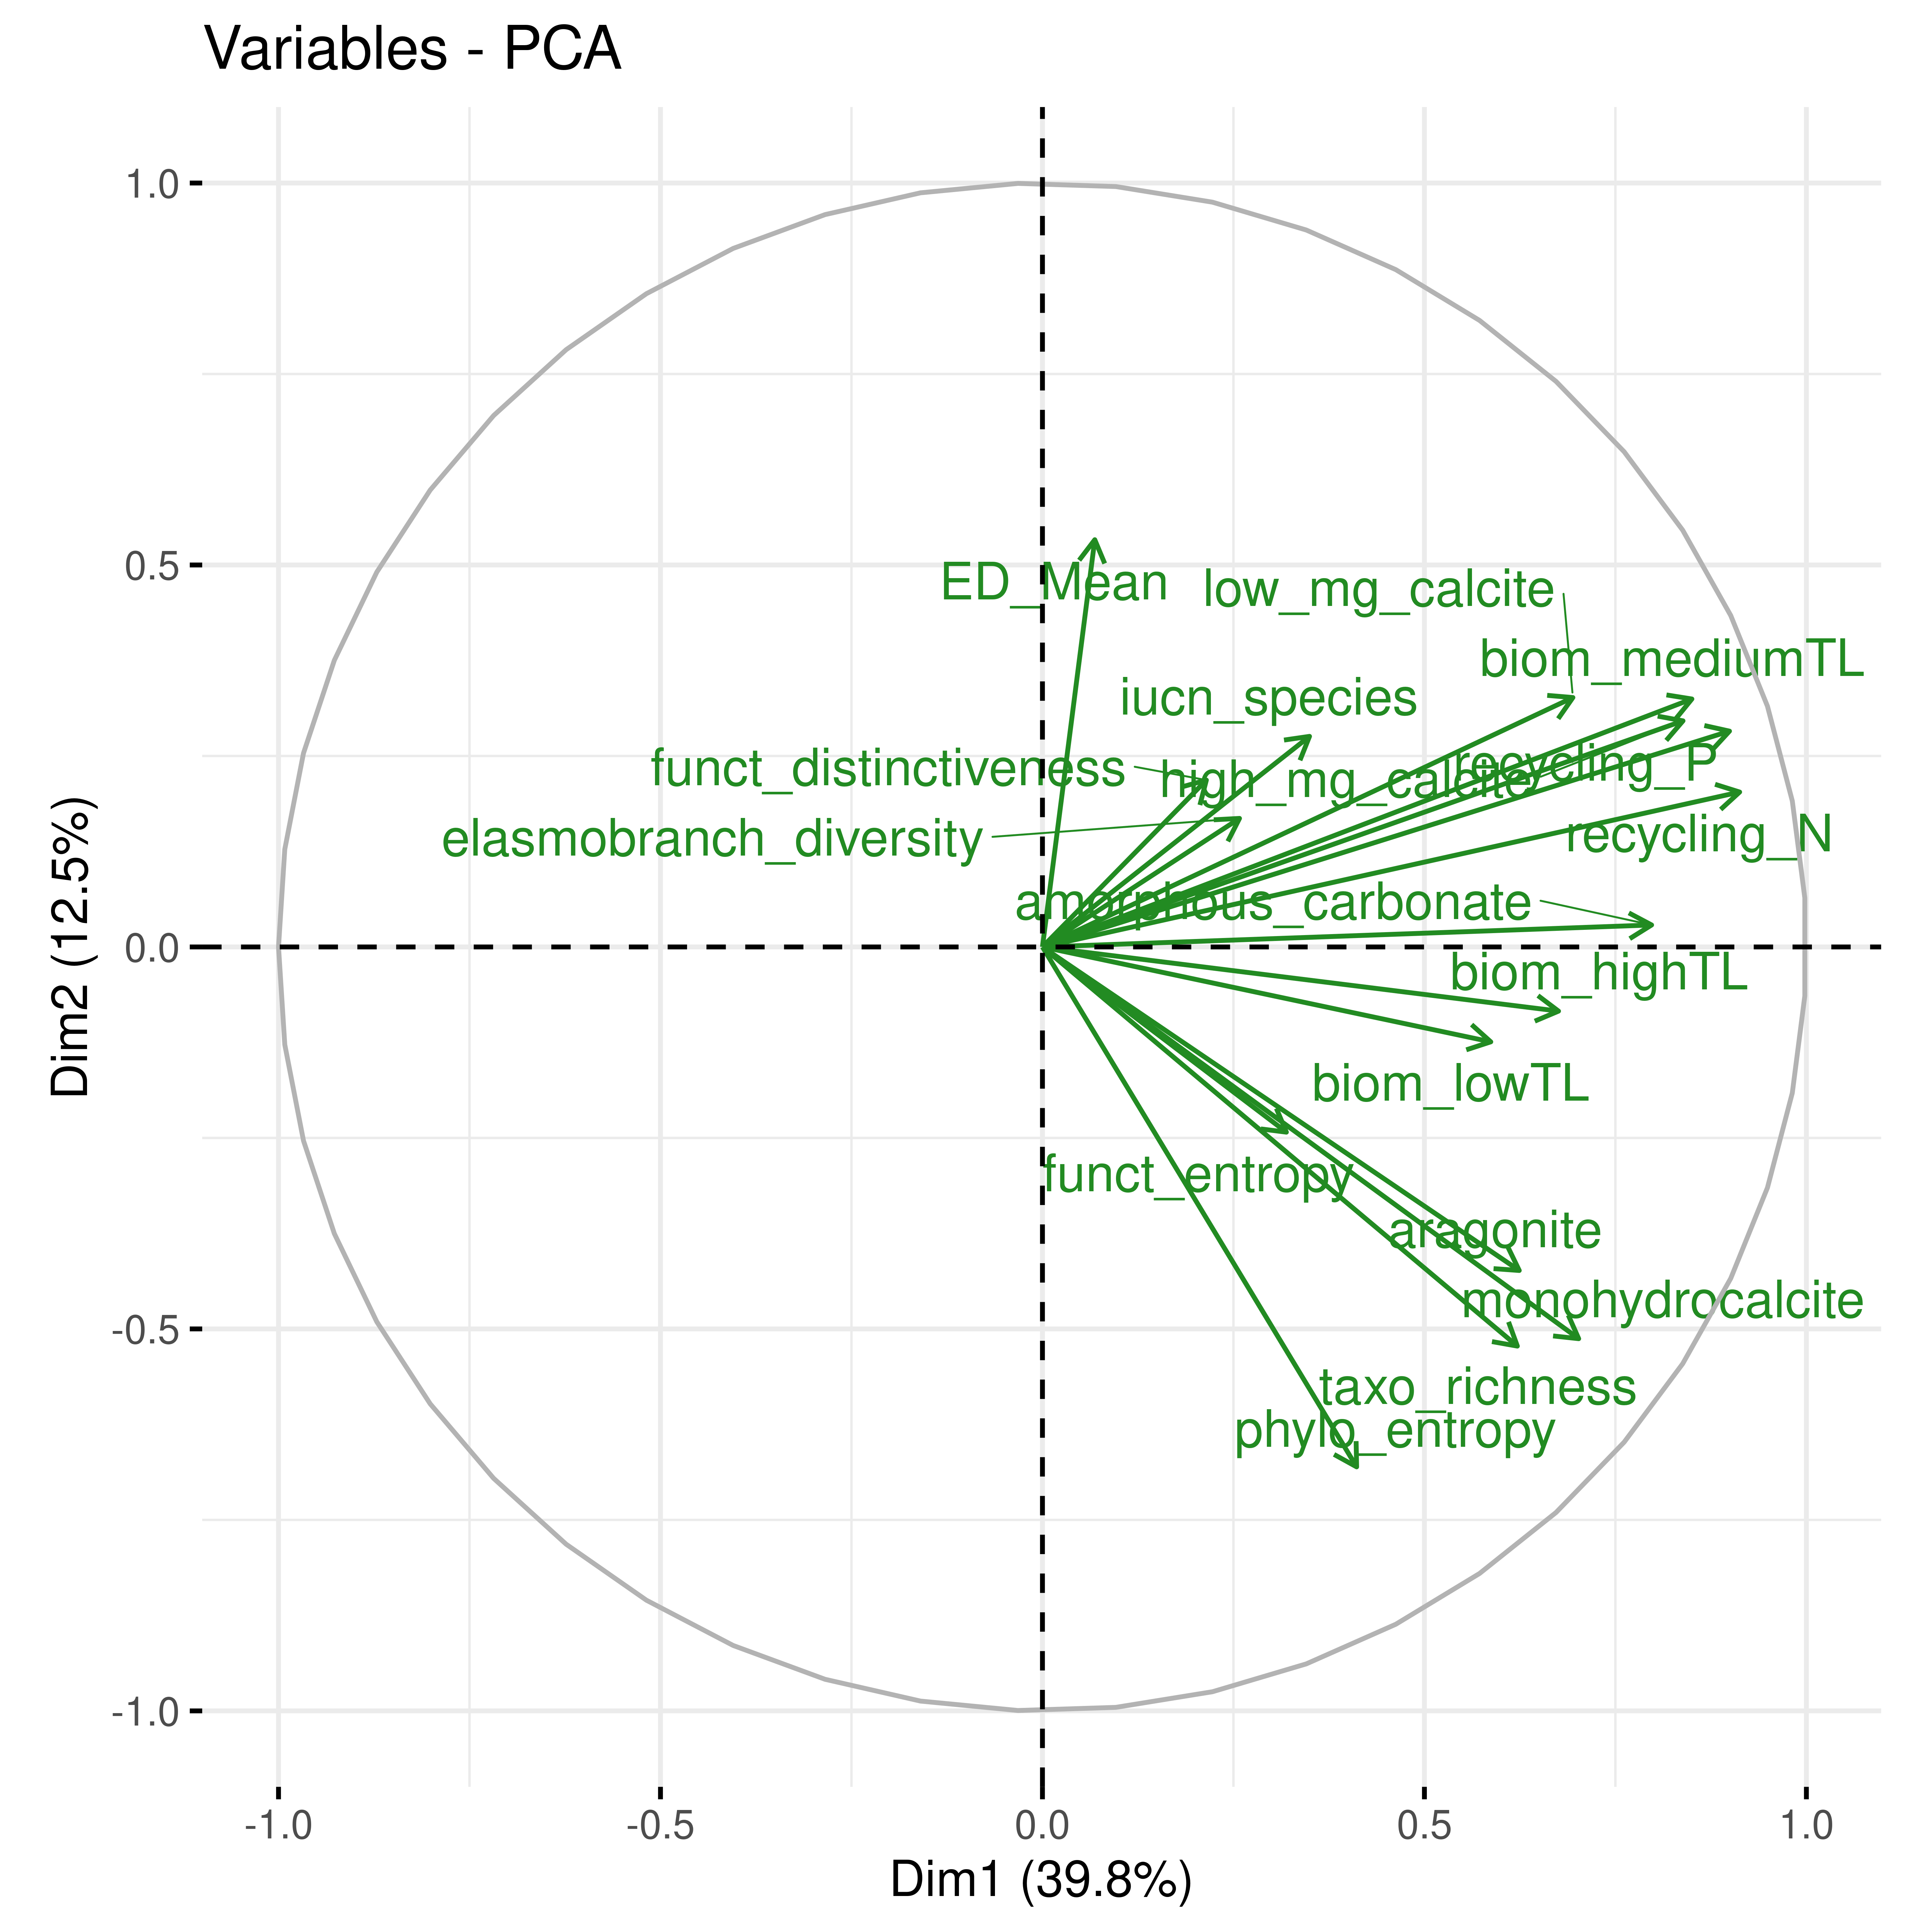 Variables - PCA
1.0
0.5
0.0
-0.5
-1.0
Dim2 (12.5%)
ED_Mean
low_mg_calcite
biom_mediumTL
iucn_species
funct_distinctiveness
high_mg_calcite
recycling_P
elasmobranch_diversity
recycling_N
amorphous_carbonate
biom_highTL
biom_lowTL
funct_entropy
aragonite
monohydrocalcite
taxo_richness
phylo_entropy
-1.0
-0.5
0.0
0.5
1.0
Dim1 (39.8%)